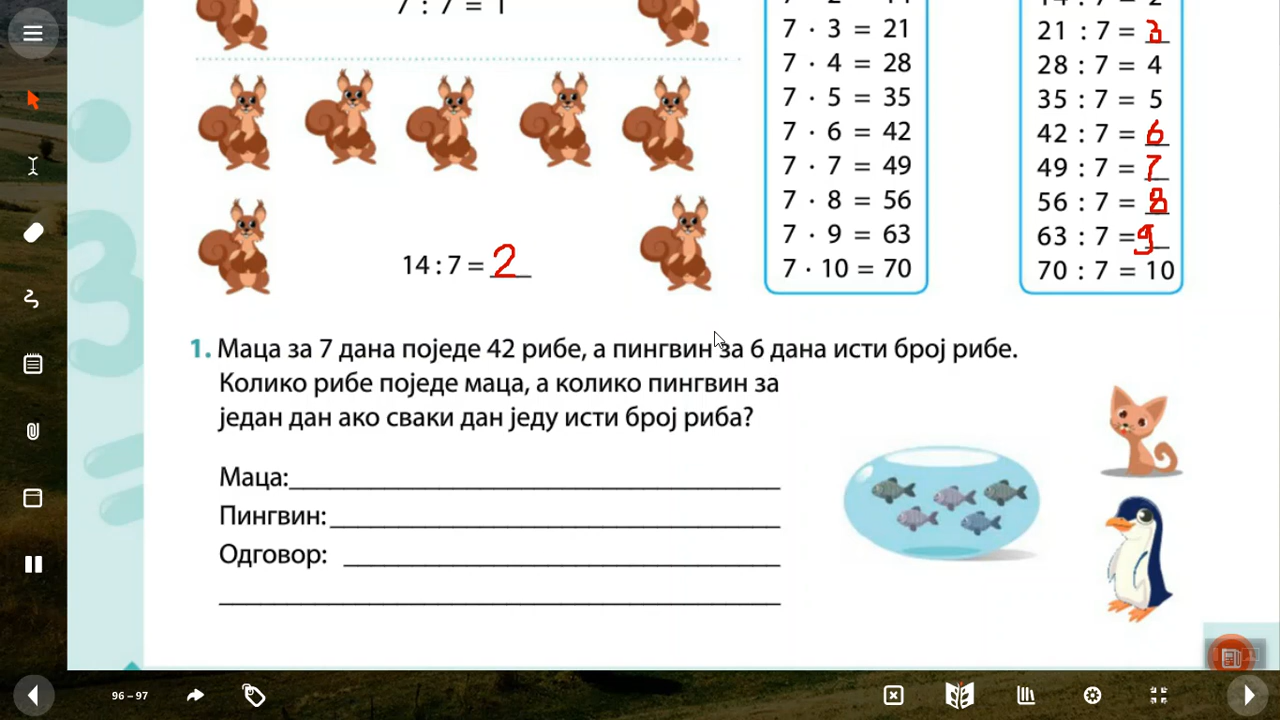 7 : 7 = 1
14 : 7 = 2
7 · 3 = 21
7 · 4 = 28
7 · 5 = 35
7 · 6 = 42
7 · 7 = 49
7 · 8 = 56
7 · 9 = 63
7 · 10 = 70
21 : 7 = 3
28 : 7 = 4
35 : 7 = 5
42 : 7 = 6
49 : 7 = 7
56 : 7 = 8
63 : 7 = 9
70 : 7 = 10
1. Маца за 7 дана поједе 42 рибе, а пингвин за 6 дана исти број рибе.
Колико рибе поједе маца, а колико пингвин за
један дан ако сваки дан једу исти број риба?
Маца:
Пингвин:
Одговор:
96 – 97